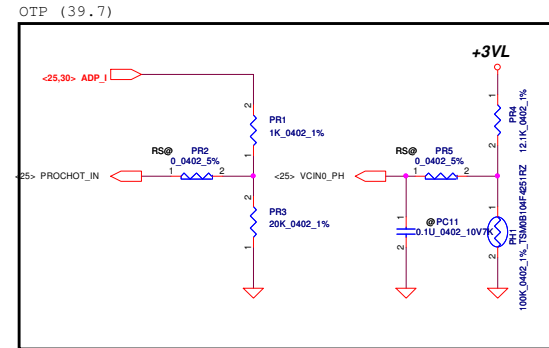 OTP (39.7)
+3VL
<25,30> ADP_I
2
PR1
1K_0402_1%
1
RS@ PR2
0_0402_5%
<25> PROCHOT_IN
1 2
2
PR3
20K_0402_1%
1
1
PR4
12.1K_0402_1%
2
RS@ PR5
0_0402_5%
<25> VCIN0_PH
1 2
1
@PC11
0.1U_0402_10V7K
2
1
PH1
100K_0402_1%_TSM0B104F4251RZ
2